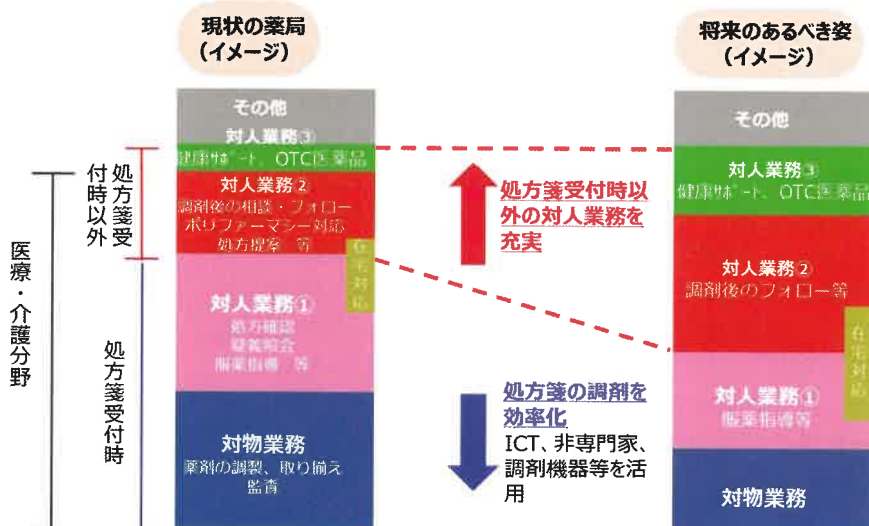 現状の薬局
（イメージ）
その他
対人業務③
健康サポート、OTC医薬品
対人業務②
調剤後の相談・フォロー
ポリファーマシー対応
処方提案 等
在宅対応
対人業務①
処方確認
疑義照会
服薬指導 等
対物業務
薬剤の調製、取り揃え
監査
処方箋受
付時以外
医療・介護分野
処方箋受付時
処方箋受付時以
外の対人業務を
充実
処方箋の調剤を
効率化
ICT、非専門家、
調剤機器等を活
用
将来のあるべき姿
（イメージ）
その他
対人業務③
健康サポート、OTC医薬品
対人業務②
調剤後のフォロー等
在宅対応
対人業務①
服薬指導等
対物業務